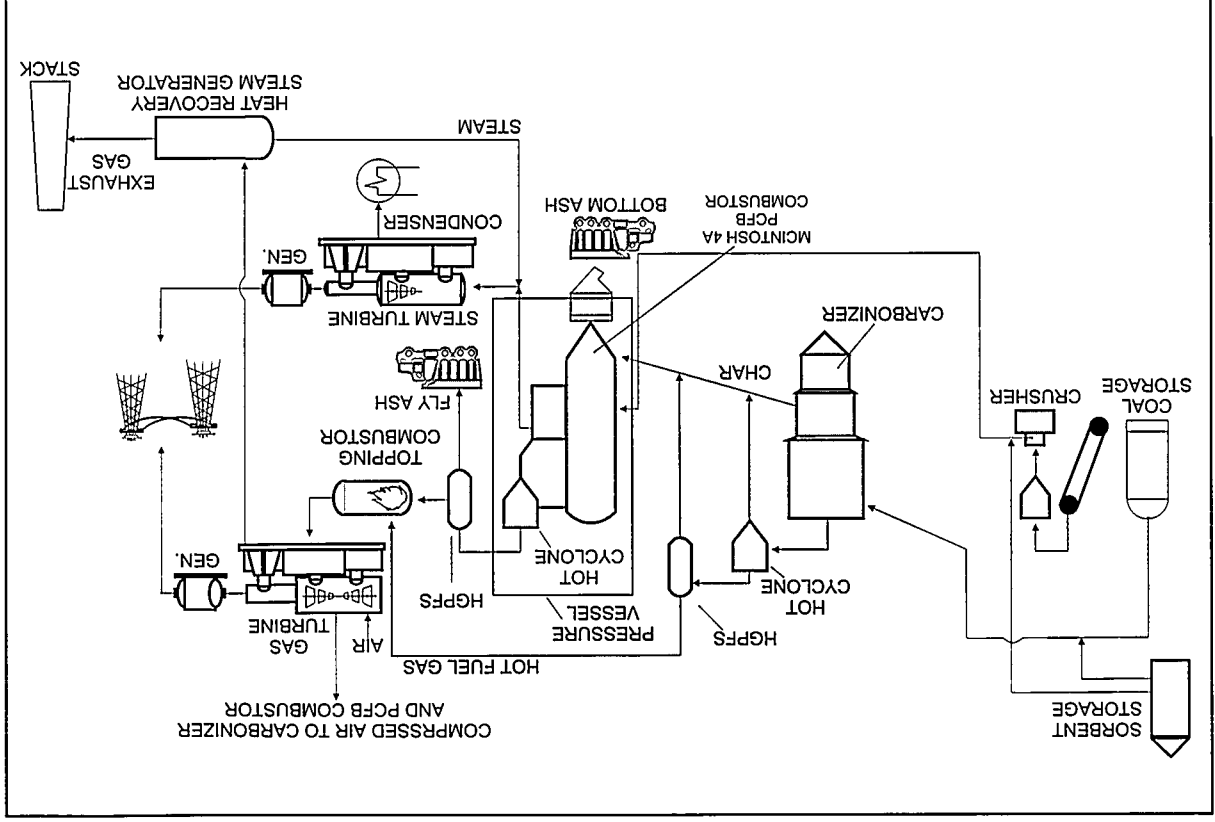 SORBENT
STORAGE
COMPRSSED AIR TO CARBONIZER
AND PCFB COMBUSTOR
PRESSURE
VESSEL
HGPFS
HOT FUEL GAS
AIR
GAS
TURBINE
GEN.
HOT
CYCLONE
HOT
CYCLONE
HGPFS
TOPPING
COMBUSTOR
COAL
STORAGE
CRUSHER
CHAR
FLY ASH
CARBONIZER
STEAM TURBINE
GEN.
MCINTOSH 4A
PCFB
COMBUSTOR
BOTTOM ASH
CONDENSER
STEAM
EXHAUST
GAS
HEAT RECOVERY
STEAM GENERATOR
STACK